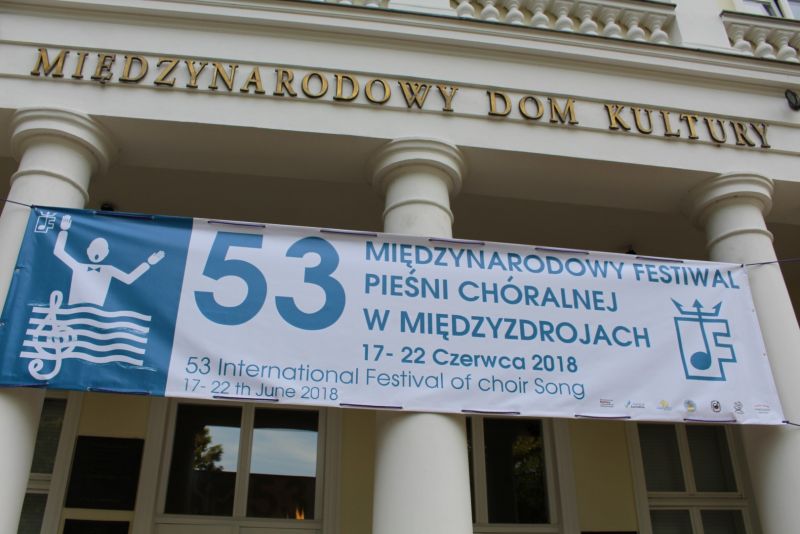 MIĘDZYNARODOWY DOM KULTURY
53
MIĘDZYNARODOWY FESTIWAL
PIEŚNI CHÓRALNEJ
W MIĘDZYZDROJACH
17- 22 Czerwca 2018
53 International Festival of choir Song
17- 22 th June 2018